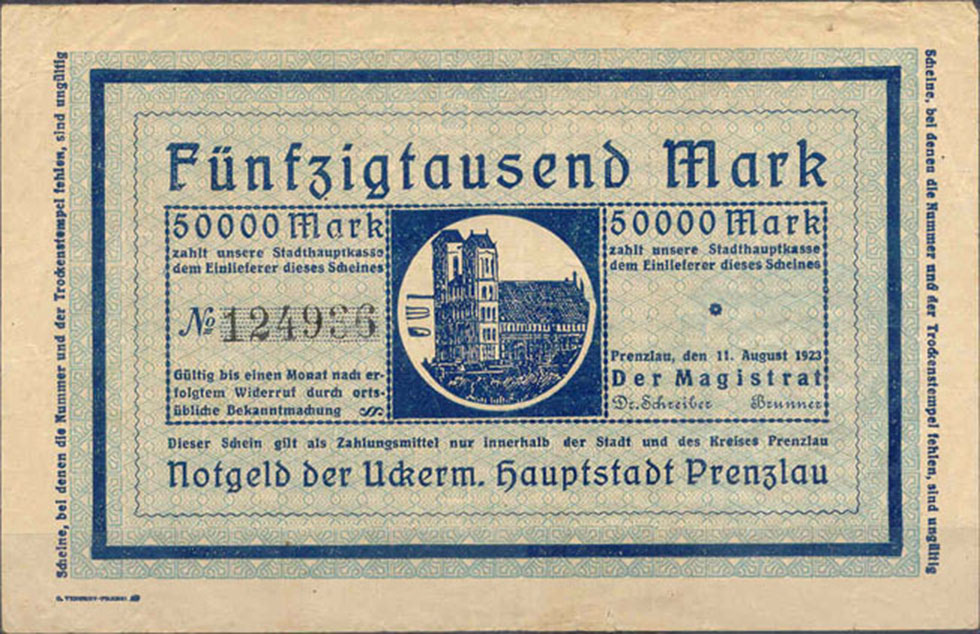 Scheine, bei denen die Nummer und der Trockenstempel fehlen, sind ungültig
Fünfzigtausend Mark
50000 Mark
zahlt unsere Stadthauptkasse
dem Einlieferer dieses Scheines
№ 124936
Gültig bis einen Monat nach er-
folgtem Widerruf durch orts-
übliche Bekanntmachung
50000 Mark
zahlt unsere Stadthauptkasse
dem Einlieferer dieses Scheines
Prenzlau, den 11. August 1923
Der Magistrat
Dr. Schreiber Brunner
Dieser Schein gilt als Zahlungsmittel nur innerhalb der Stadt und des Kreises Prenzlau
Notgeld der Uckerm. Hauptstadt Prenzlau
Scheine, bei denen die Nummer und der Trockenstempel fehlen, sind ungültig